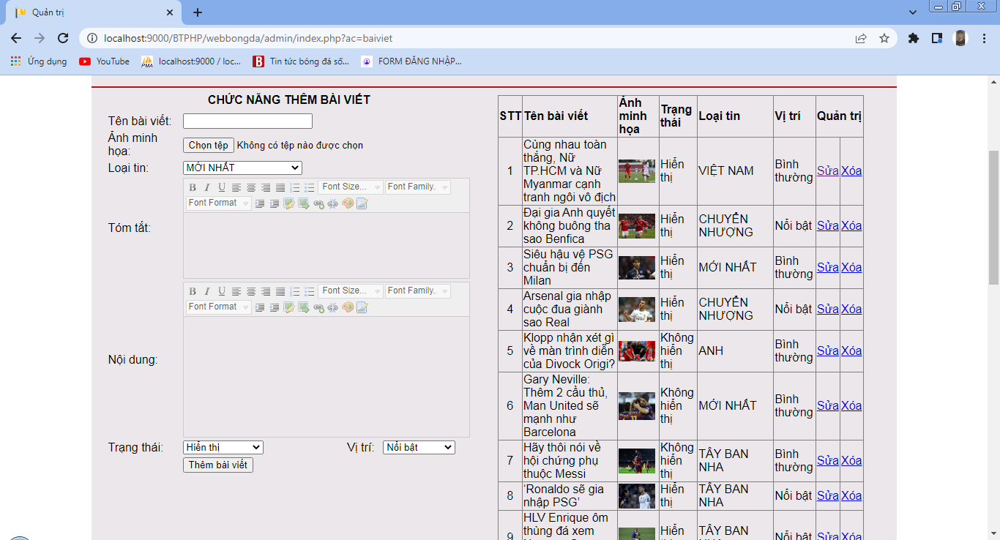 Quản trị
localhost:9000/BTPHP/webbongda/admin/index.php?ac=baiviet
Ứng dụng
YouTube
PMA
localhost:9000 / loc...
B
Tin tức bóng đá số...
FORM ĐĂNG NHẬP...
CHỨC NĂNG THÊM BÀI VIẾT
Tên bài viết:
Ảnh minh
họa:
Chọn tệp Không có tệp nào được chọn
Loại tin:
MỚI NHẤT
B I U Font Size... Font Family.
Font Format
Tóm tắt:
B I U Font Size... Font Family.
Font Format
Nội dung:
Trạng thái:
Hiển thị
Vị trí:
Nổi bật
Thêm bài viết
STT
Tên bài viết
Ảnh
minh
họa
Trạng
thái
Loại tin
Vị trí
Quản trị
1
Cùng nhau toàn
thắng, Nữ
TP.HCM và Nữ
Myanmar cạnh
tranh ngôi vô địch
Hiển
thị
VIỆT NAM
Bình
thường
Sửa
Xóa
2
Đại gia Anh quyết
không buông tha
sao Benfica
Hiển
thị
CHUYỂN
NHƯỢNG
Nỗi bật
Sửa
Xóa
3
Siêu hậu vệ PSG
chuẩn bị đến
Milan
Hiển
thị
MỚI NHẤT
Bình
thường
Sửa
Xóa
4
Arsenal gia nhập
cuộc đua giành
sao Real
Hiển
thị
CHUYỂN
NHƯỢNG
Nỗi bật
Sửa
Xóa
5
Klopp nhận xét gì
về màn trình diễn
của Divock Origi?
Không
hiển
thị
ANH
Bình
thường
Sửa
Xóa
6
Gary Neville:
Thêm 2 cầu thủ,
Man United sẽ
mạnh như
Barcelona
Không
hiển
thị
MỚI NHẤT
Bình
thường
Sửa
Xóa
7
Hãy thôi nói về
hội chứng phụ
thuộc Messi
Không
hiển
thị
TÂY BAN
NHA
Bình
thường
Sửa
Xóa
8
‘Ronaldo sẽ gia
nhập PSG’
Hiển
thị
TÂY BAN
NHA
Nỗi bật
Sửa
Xóa
9
HLV Enrique ôm
thùng đá xem
Hiển
thị
TÂY BAN
NHA
Nỗi bật
Sửa
Xóa